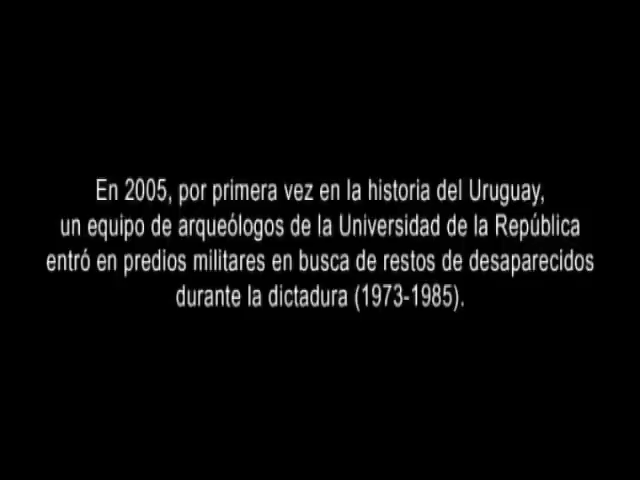 En 2005, por primera vez en la historia del Uruguay,
un equipo de arqueólogos de la Universidad de la República
entró en predios militares en busca de restos de desaparecidos
durante la dictadura (1973-1985).